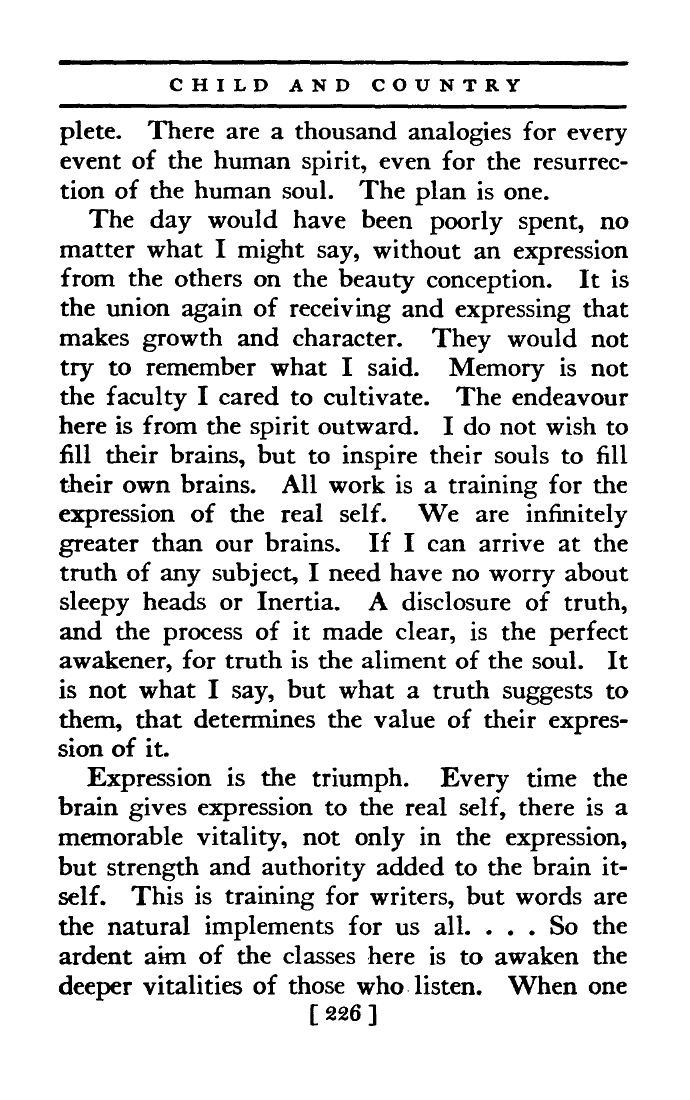 CHILD AND COUNTRY
plete. There are a thousand analogies for every
event of the human spirit, even for the resurrec-
tion of the human soul. The plan is one.
The day would have been poorly spent, no
matter what I might say, without an expression
from the others on the beauty conception. It is
the union again of receiving and expressing that
makes growth and character. They would not
try to remember what I said. Memory is not
the faculty I cared to cultivate. The endeavour
here is from the spirit outward. I do not wish to
fill their brains, but to inspire their souls to fill
their own brains. All work is a training for the
expression of the real self. We are infinitely
greater than our brains. If I can arrive at the
truth of any subject, I need have no worry about
sleepy heads or Inertia. A disclosure of truth,
and the process of it made clear, is the perfect
awakener, for truth is the aliment of the soul. It
is not what I say, but what a truth suggests to
them, that determines the value of their expres-
sion of it.
Expression is the triumph. Every time the
brain gives expression to the real self, there is a
memorable vitality, not only in the expression,
but strength and authority added to the brain it-
self. This is training for writers, but words are
the natural implements for us all. . . . So the
ardent aim of the classes here is to awaken the
deeper vitalities of those who listen. When one
[ 226 ]